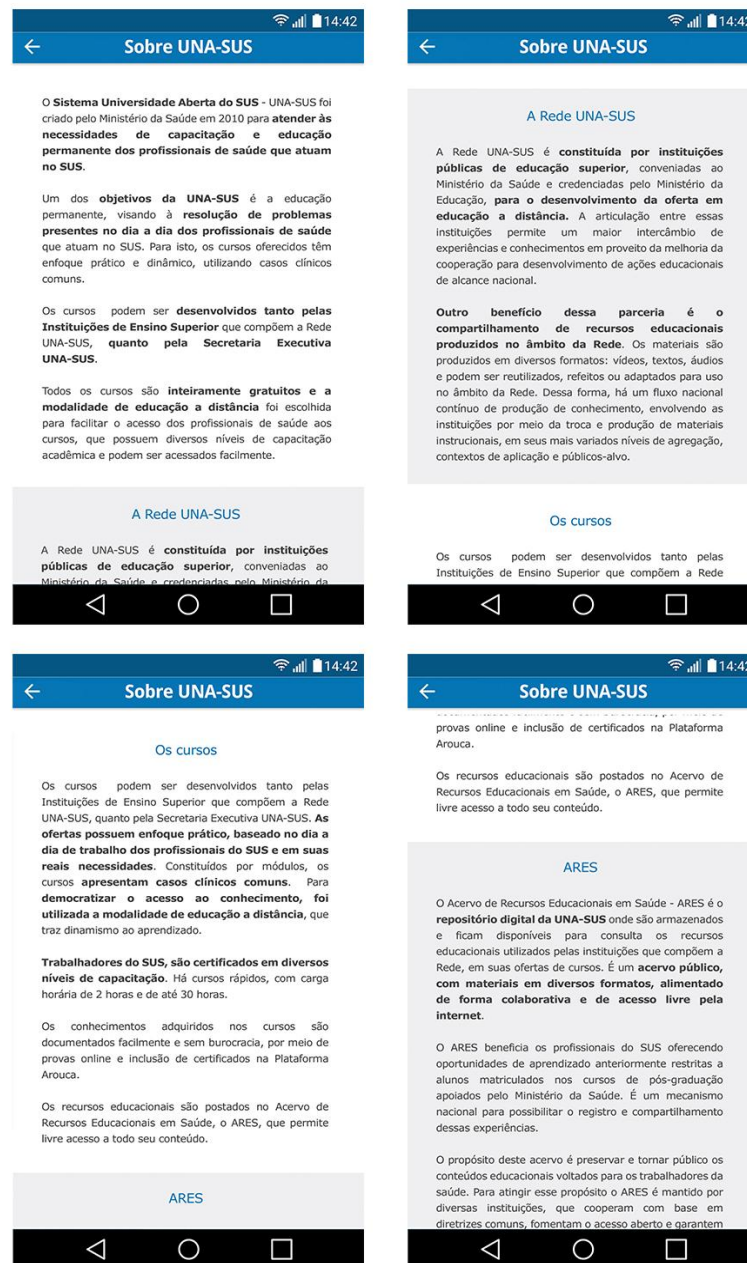 14:42
Sobre UNA-SUS
O Sistema Universidade Aberta do SUS - UNA-SUS foi
criado pelo Ministério da Saúde em 2010 para atender às
necessidades de capacitação e educação
permanente dos profissionais de saúde que atuam
no SUS.
Um dos objetivos da UNA-SUS é a educação
permanente, visando à resolução de problemas
presentes no dia a dia dos profissionais de saúde
que atuam no SUS. Para isto, os cursos oferecidos têm
enfoque prático e dinâmico, utilizando casos clínicos
comuns.
Os cursos podem ser desenvolvidos tanto pelas
Instituições de Ensino Superior que compõem a Rede
UNA-SUS, quanto pela Secretaria Executiva
UNA-SUS.
Todos os cursos são inteiramente gratuitos e a
modalidade de educação a distância foi escolhida
para facilitar o acesso dos profissionais de saúde aos
cursos, que possuem diversos níveis de capacitação
acadêmica e podem ser acessados facilmente.
A Rede UNA-SUS
A Rede UNA-SUS é constituída por instituições
públicas de educação superior, conveniadas ao
Ministério da Saúde e credenciadas pelo Ministério da
14:42
Sobre UNA-SUS
A Rede UNA-SUS
A Rede UNA-SUS é constituída por instituições
públicas de educação superior, conveniadas ao
Ministério da Saúde e credenciadas pelo Ministério da
Educação, para o desenvolvimento da oferta em
educação a distância. A articulação entre essas
instituições permite um maior intercâmbio de
experiências e conhecimentos em proveito da melhoria da
cooperação para desenvolvimento de ações educacionais
de alcance nacional.
Outro benefício dessa parceria é o
compartilhamento de recursos educacionais
produzidos no âmbito da Rede. Os materiais são
produzidos em diversos formatos: vídeos, textos, áudios
e podem ser reutilizados, refeitos ou adaptados para uso
no âmbito da Rede. Dessa forma, há um fluxo nacional
contínuo de produção de conhecimento, envolvendo as
instituições por meio da troca e produção de materiais
instrucionais, em seus mais variados níveis de agregação,
contextos de aplicação e públicos-alvo.
Os cursos
Os cursos podem ser desenvolvidos tanto pelas
Instituições de Ensino Superior que compõem a Rede
14:42
Sobre UNA-SUS
Os cursos
Os cursos podem ser desenvolvidos tanto pelas
Instituições de Ensino Superior que compõem a Rede
UNA-SUS, quanto pela Secretaria Executiva UNA-SUS. As
ofertas possuem enfoque prático, baseado no dia a
dia de trabalho dos profissionais do SUS e em suas
reais necessidades. Constituídos por módulos, os
cursos apresentam casos clínicos comuns. Para
democratizar o acesso ao conhecimento, foi
utilizada a modalidade de educação a distância, que
traz dinamismo ao aprendizado.
Trabalhadores do SUS, são certificados em diversos
níveis de capacitação. Há cursos rápidos, com carga
horária de 2 horas e de até 30 horas.
Os conhecimentos adquiridos nos cursos são
documentados facilmente e sem burocracia, por meio de
provas online e inclusão de certificados na Plataforma
Arouca.
Os recursos educacionais são postados no Acervo de
Recursos Educacionais em Saúde, o ARES, que permite
livre acesso a todo seu conteúdo.
ARES
14:42
Sobre UNA-SUS
provas online e inclusão de certificados na Plataforma
Arouca.
Os recursos educacionais são postados no Acervo de
Recursos Educacionais em Saúde, o ARES, que permite
livre acesso a todo seu conteúdo.
ARES
O Acervo de Recursos Educacionais em Saúde - ARES é o
repositório digital da UNA-SUS onde são armazenados
e ficam disponíveis para consulta os recursos
educacionais utilizados pelas instituições que compõem a
Rede, em suas ofertas de cursos. É um acervo público,
com materiais em diversos formatos, alimentado
de forma colaborativa e de acesso livre pela
internet.
O ARES beneficia os profissionais do SUS oferecendo
oportunidades de aprendizado anteriormente restritas a
alunos matriculados nos cursos de pós-graduação
apoiados pelo Ministério da Saúde. É um mecanismo
nacional para possibilitar o registro e compartilhamento
dessas experiências.
O propósito deste acervo é preservar e tornar público os
conteúdos educacionais voltados para os trabalhadores da
saúde. Para atingir esse propósito o ARES é mantido por
diversas instituições, que cooperam com base em
diretrizes comuns, fomentam o acesso aberto e garantem